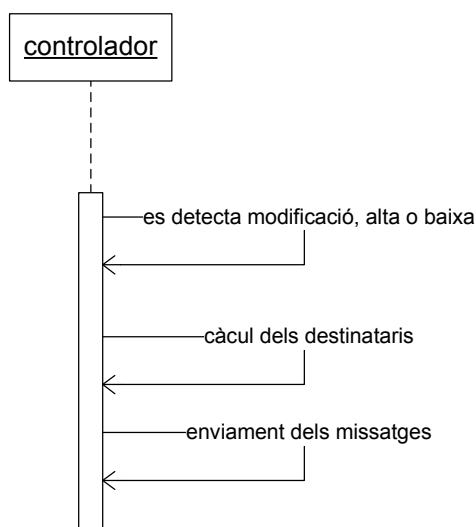 controlador
es detecta modificació, alta o baixa
càcul dels destinataris
enviament dels missatges